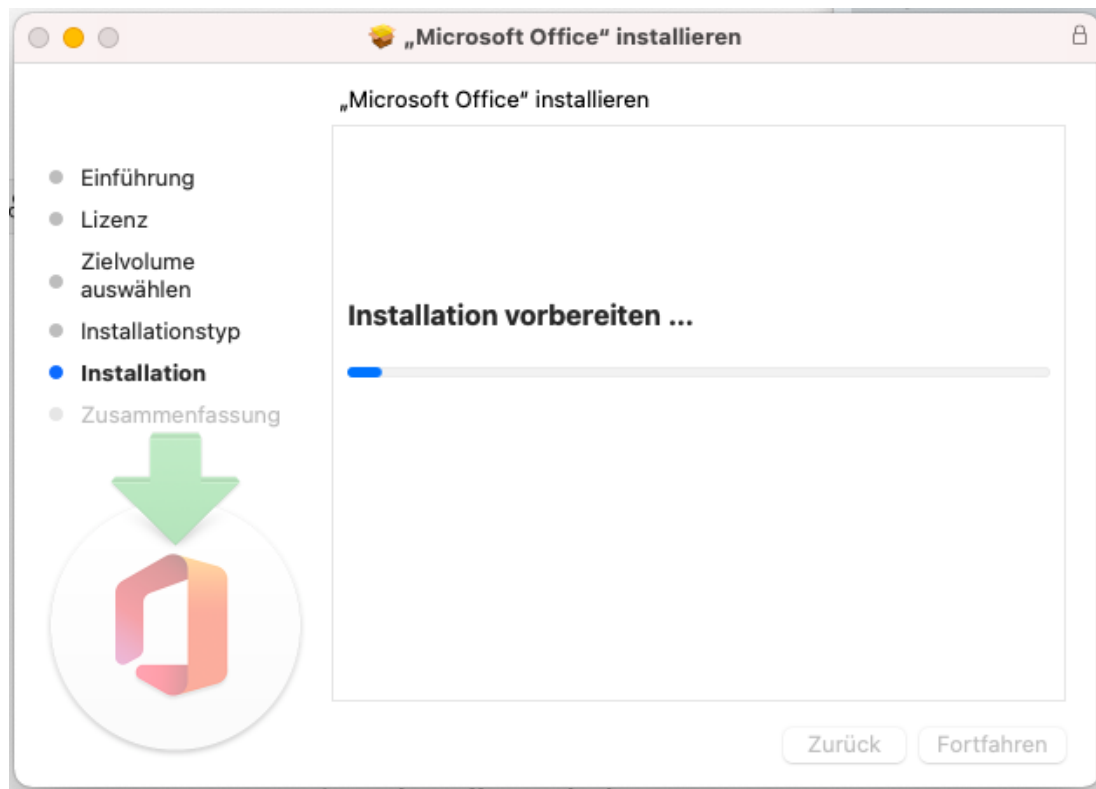 „Microsoft Office“ installieren
„Microsoft Office“ installieren
Einführung
Lizenz
Zielvolume
auswählen
Installationstyp
Installation
Zusammenfassung
Installation vorbereiten ...
Zurück
Fortfahren